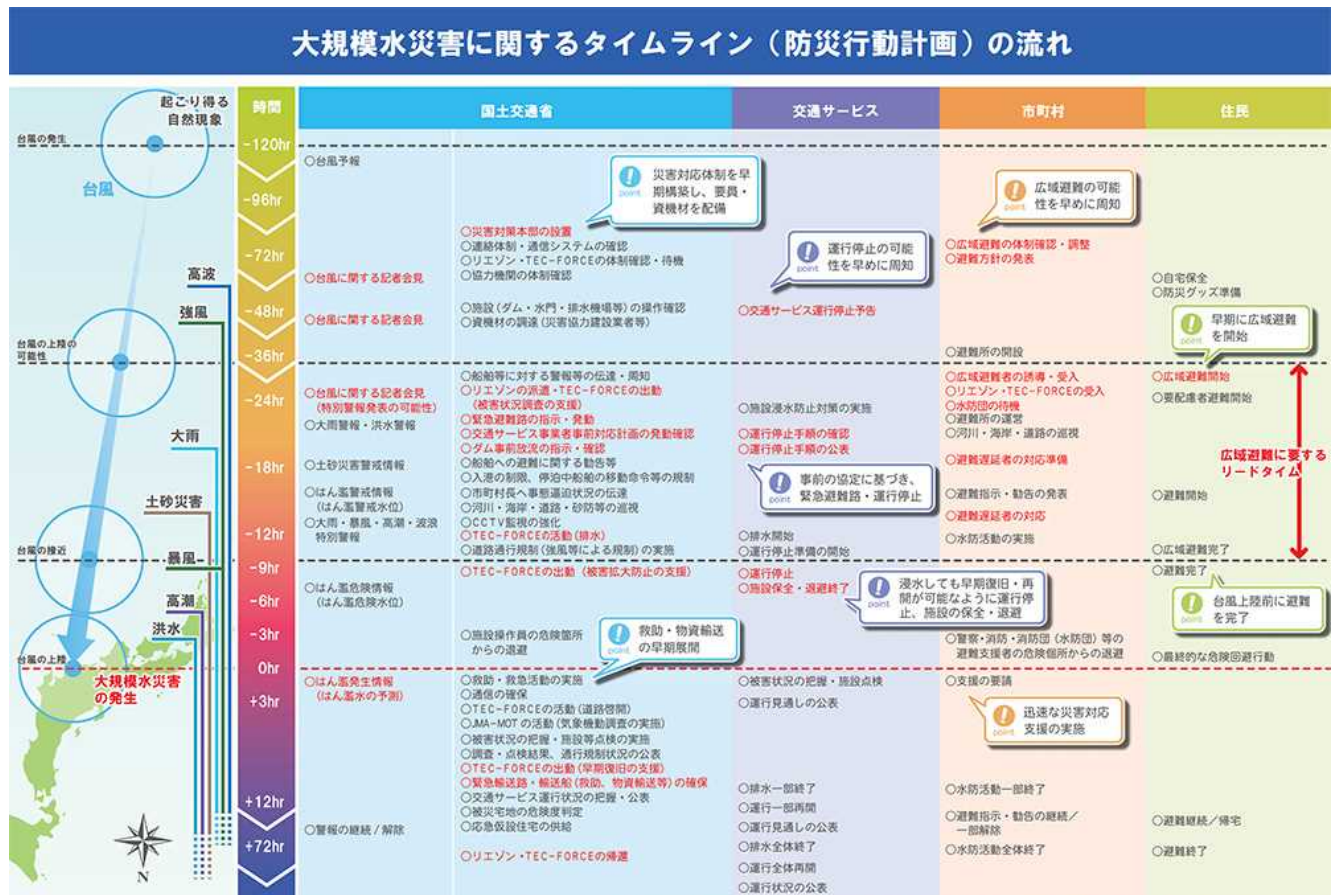 大規模水災害に関するタイムライン（防災行動計画）の流れ
起こり得る
自然現象
台風の発生
台風
高波
強風
台風の上陸の
可能性
大雨
土砂災害
台風の接近
暴風
高潮
洪水
台風の上陸
大規模水災害
の発生
N
時間
-120hr
-96hr
-72hr
-48hr
-36hr
-24hr
-18hr
-12hr
-9hr
-6hr
-3hr
0hr
+3hr
+12hr
+72hr
国土交通省
○台風予報
○台風に関する記者会見
○台風に関する記者会見
○台風に関する記者会見
(特別警報発表の可能性)
○大雨警報・洪水警報
○土砂災害警戒情報
○はん濫警戒情報
(はん濫警戒水位)
○大雨・暴風・高潮・波浪
特別警報
○はん濫危険情報
(はん濫危険水位)
○はん濫発生情報
(はん濫水の予測)
○警報の継続/解除
point
災害対応体制を早
期構築し、要員・
資機材を配備
○災害対策本部の設置
○連絡体制・通信システムの確認
○リエゾン・TEC-FORCEの体制確認・待機
○協力機関の体制確認
○施設(ダム・水門・排水機場等)の操作確認
○資機材の調達(災害協力建設業者等)
○船舶等に対する警報等の伝達・周知
○リエゾンの派遣・TEC-FORCEの出動
(被害状況調査の支援)
○緊急避難路の指示・発動
○交通サービス事業者事前対応計画の発動確認
○ダム事前放流の指示・確認
○船舶への避難に関する勧告等
○入港の制限、停泊中船舶の移動命令等の規制
○市町村長へ事態逼迫状況の伝達
○河川・海岸・道路・砂防等の巡視
○CCTV監視の強化
○TEC-FORCEの活動(排水)
○道路通行規制(強風等による規制)の実施
○TEC-FORCEの出動(被害拡大防止の支援)
○施設操作員の危険箇所
からの退避
point
救助・物資輸送
の早期展開
○救助・救急活動の実施
○通信の確保
○TEC-FORCEの活動(道路啓開)
○JMA-MOTの活動(気象機動調査の実施)
○被害状況の把握・施設等点検の実施
○調査・点検結果、通行規制状況の公表
○TEC-FORCEの出動(早期復旧の支援)
○緊急輸送路・輸送船(救助、物資輸送等)の確保
○交通サービス運行状況の把握・公表
○被災宅地の危険度判定
○応急仮設住宅の供給
○リエゾン・TEC-FORCEの帰還
交通サービス
point
運行停止の可能
性を早めに周知
○交通サービス運行停止予告
○施設浸水防止対策の実施
○運行停止手順の確認
○運行停止手順の公表
point
事前の協定に基づき、
緊急避難路・運行停止
○排水開始
○運行停止準備の開始
○運行停止
○施設保全・退避終了
point
浸水しても早期復旧・再
開が可能なように運行停
止、施設の保全・退避
○被害状況の把握・施設点検
○運行見通しの公表
○排水一部終了
○運行一部再開
○運行見通しの公表
○排水全体終了
○運行全体再開
○運行状況の公表
市町村
point
広域避難の可能
性を早めに周知
○広域避難の体制確認・調整
○避難方針の発表
○避難所の開設
○広域避難者の誘導・受入
○リエゾン・TEC-FORCEの受入
○水防団の待機
○避難所の運営
○河川・海岸・道路の巡視
○避難遅延者の対応準備
○避難指示・勧告の発表
○避難遅延者の対応
○水防活動の実施
○警察・消防・消防団(水防団)等の
避難支援者の危険個所からの退避
○支援の要請
point
迅速な災害対応
支援の実施
○水防活動一部終了
○避難指示・勧告の継続/
一部解除
○水防活動全体終了
住民
○自宅保全
○防災グッズ準備
point
早期に広域避難
を開始
○広域避難開始
○要配慮者避難開始
広域避難に要する
リードタイム
○避難開始
○広域避難完了
○避難完了
point
台風上陸前に避難
を完了
○最終的な危険回避行動
○避難継続/帰宅
○避難終了